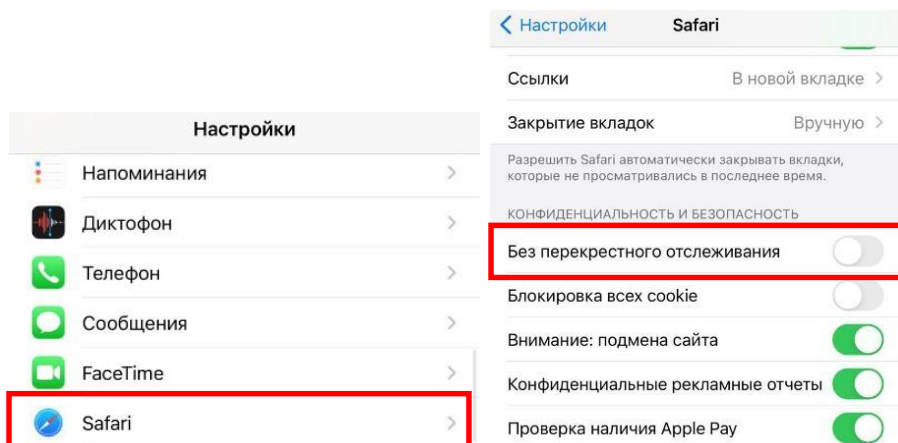 Настройки
Напоминания
Диктофон
Телефон
Сообщения
FaceTime
Safari
Настройки
Safari
Ссылки
В новой вкладке
Закрытие вкладок
Вручную
Разрешить Safari автоматически закрывать вкладки,
которые не просматривались в последнее время.
КОНФИДЕНЦИАЛЬНОСТЬ И БЕЗОПАСНОСТЬ
Без перекрестного отслеживания
Блокировка всех cookie
Внимание: подмена сайта
Конфиденциальные рекламные отчеты
Проверка наличия Apple Pay